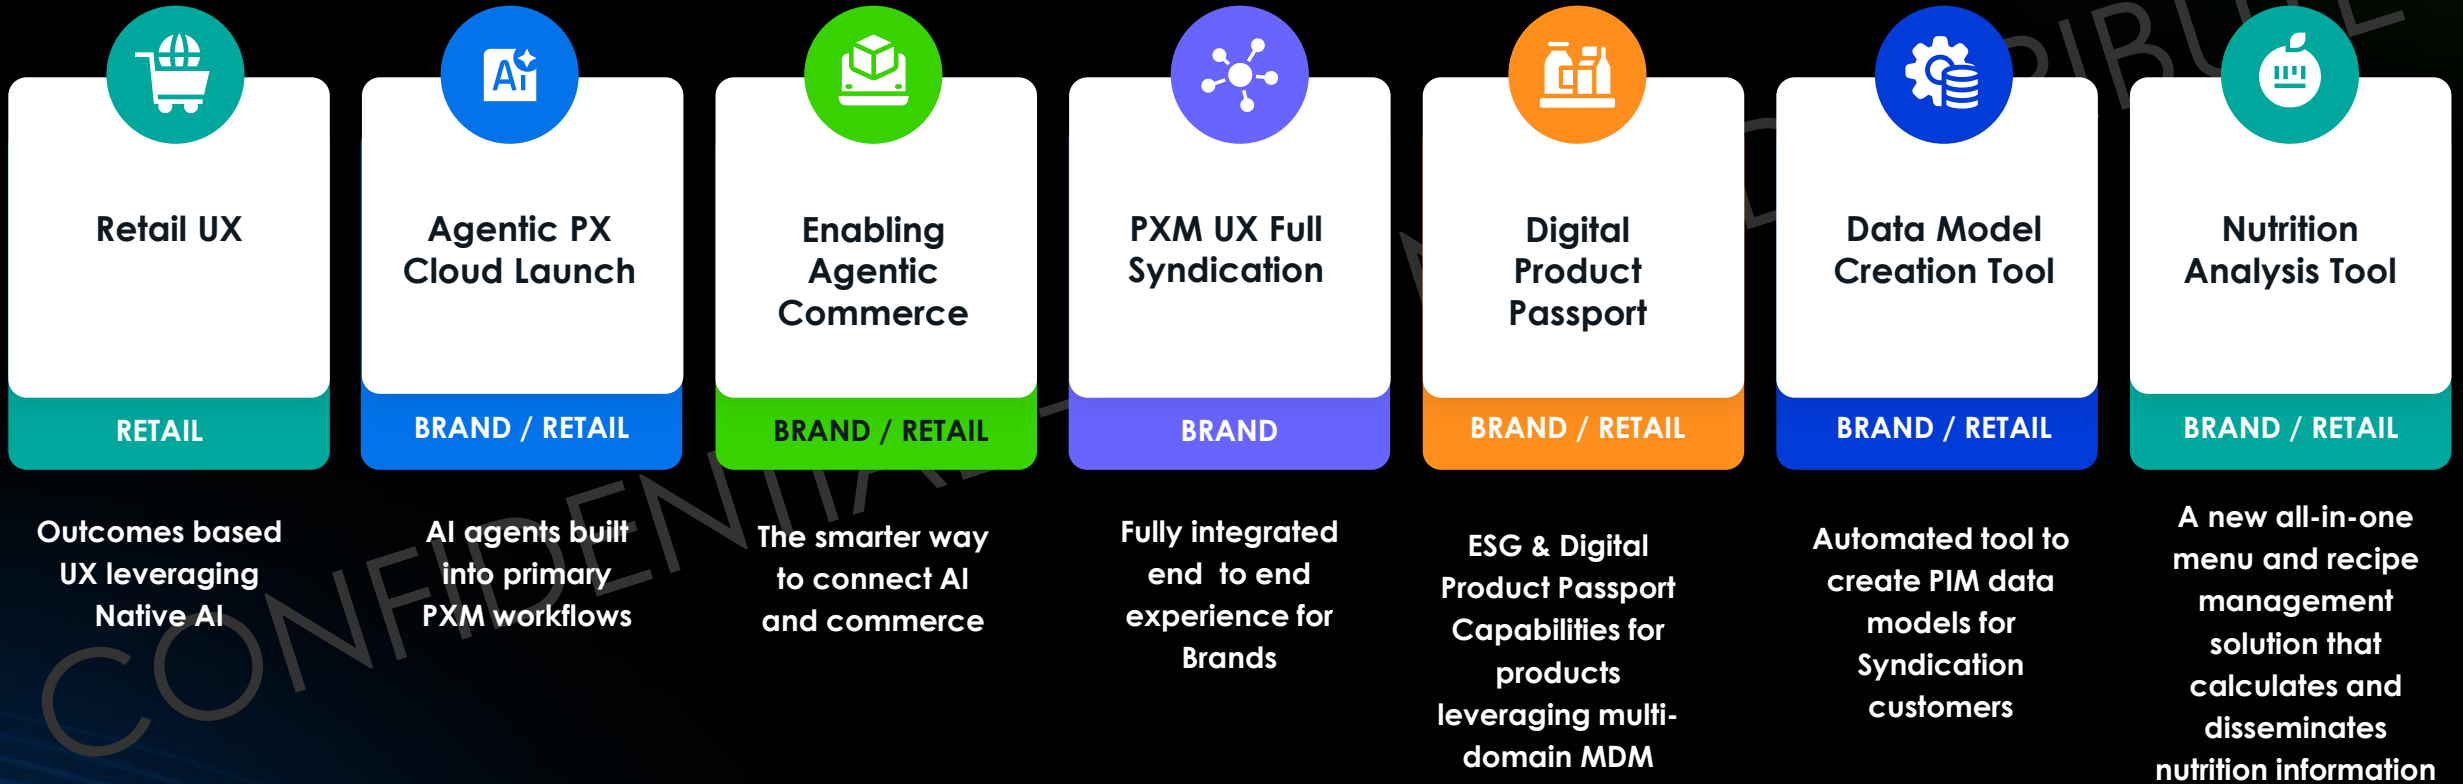 Retail UX
RETAIL
Outcomes based
UX leveraging
Native AI
Ai
Agentic PX
Cloud Launch
BRAND / RETAIL
AI agents built
into primary
PXM workflows
Enabling
Agentic
Commerce
BRAND / RETAIL
The smarter way
to connect AI
and commerce
PXM UX Full
Syndication
BRAND
Fully integrated
end to end
experience for
Brands
Digital
Product
Passport
BRAND / RETAIL
ESG & Digital
Product Passport
Capabilities for
products
leveraging multi-
domain MDM
Data Model
Creation Tool
BRAND / RETAIL
Automated tool to
create PIM data
models for
Syndication
customers
Nutrition
Analysis Tool
BRAND / RETAIL
A new all-in-one
menu and recipe
management
solution that
calculates and
disseminates
nutrition information
CONFIDENTIAL